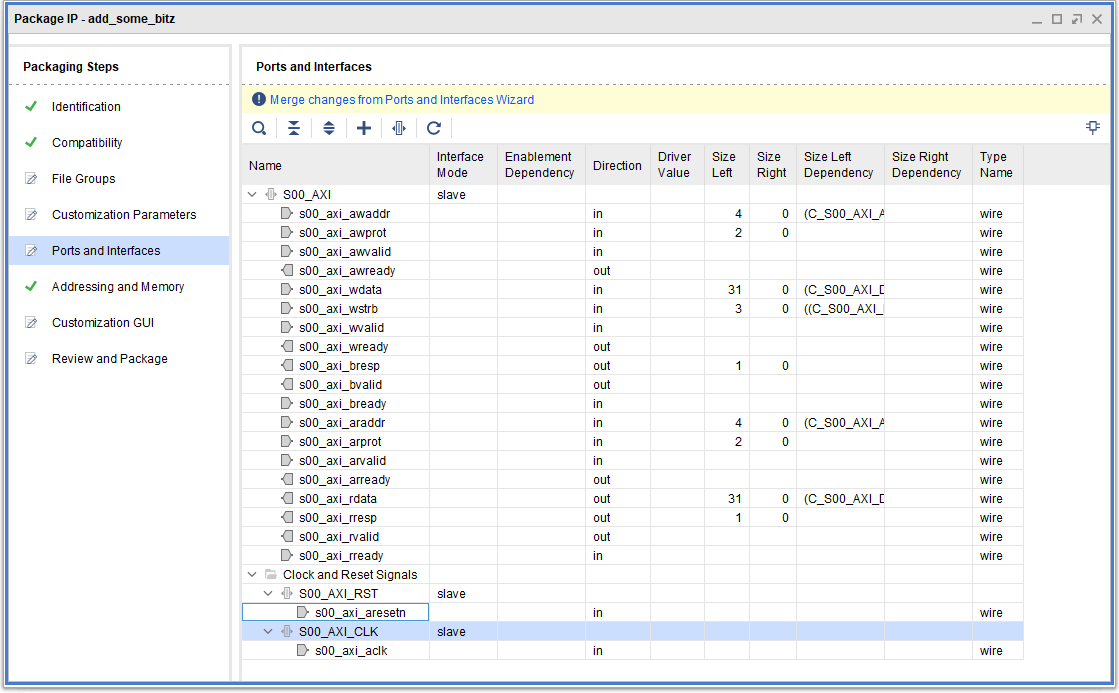 Package IP - add_some_bitz
Packaging Steps
Identification
Compatibility
File Groups
Customization Parameters
Ports and Interfaces
Addressing and Memory
Customization GUI
Review and Package
Ports and Interfaces
Merge changes from Ports and Interfaces Wizard
Name Interface Mode Enablement Dependency Direction Driver Value Size Left Size Right Size Left Dependency Size Right Dependency Type Name
S00_AXI slave
s00_axi_awaddr in 4 0 (C_S00_AXI_A wire
s00_axi_awprot in 2 0 wire
s00_axi_awvalid in wire
s00_axi_awready out wire
s00_axi_wdata in 31 0 (C_S00_AXI_D wire
s00_axi_wstrb in 3 0 ((C_S00_AXI_ wire
s00_axi_wvalid in wire
s00_axi_wready out wire
s00_axi_bresp out 1 0 wire
s00_axi_bvalid out wire
s00_axi_bready in wire
s00_axi_araddr in 4 0 (C_S00_AXI_A wire
s00_axi_arprot in 2 0 wire
s00_axi_arvalid in wire
s00_axi_arready out wire
s00_axi_rdata out 31 0 (C_S00_AXI_D wire
s00_axi_rresp out 1 0 wire
s00_axi_rvalid out wire
s00_axi_rready in wire
Clock and Reset Signals
S00_AXI_RST slave
s00_axi_aresetn in wire
S00_AXI_CLK slave
s00_axi_aclk in wire